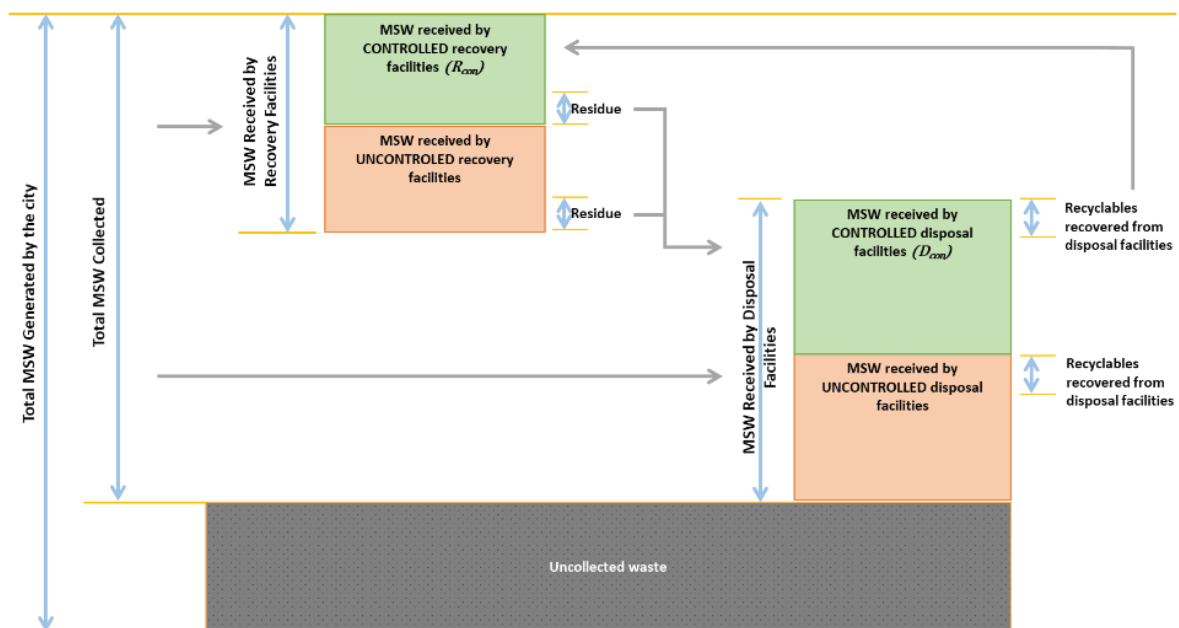 Total MSW Generated by the city
Total MSW Collected
MSW Received by
Recovery Facilities
MSW received by
CONTROLLED recovery
facilities (R_con)
Residue
MSW received by
UNCONTROLED recovery
facilities
Residue
MSW Received by Disposal
Facilities
MSW received by
CONTROLLED disposal
facilities (D_con)
Recyclables
recovered from
disposal facilities
MSW received by
UNCONTROLLED disposal
facilities
Recyclables
recovered from
disposal facilities
Uncollected waste